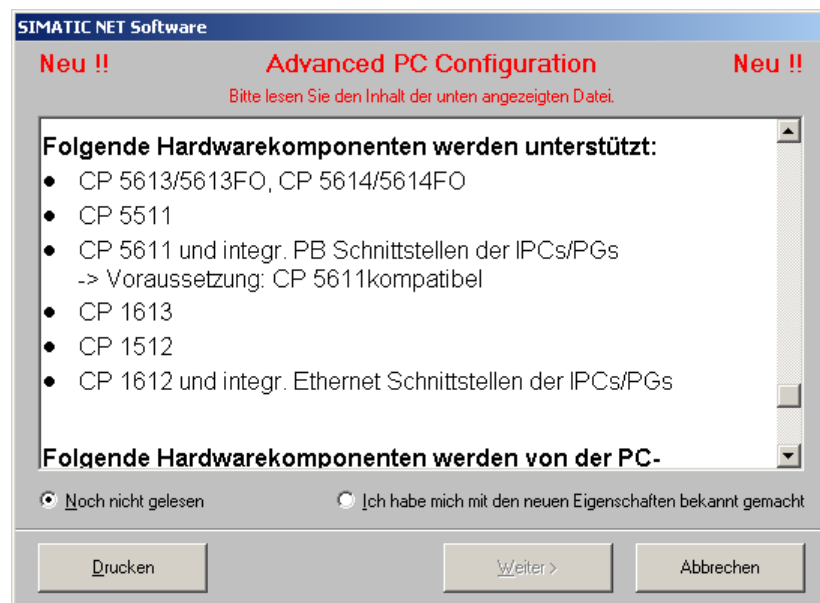 SIMATIC NET Software
Neu !! Advanced PC Configuration Neu !!
Bitte lesen Sie den Inhalt der unten angezeigten Datei.
Folgende Hardwarekomponenten werden unterstützt:
• CP 5613/5613FO, CP 5614/5614FO
• CP 5511
• CP 5611 und integr. PB Schnittstellen der IPCs/PGs
-> Voraussetzung: CP 5611kompatibel
• CP 1613
• CP 1512
• CP 1612 und integr. Ethernet Schnittstellen der IPCs/PGs
Folgende Hardwarekomponenten werden von der PC-
Noch nicht gelesen Ich habe mich mit den neuen Eigenschaften bekannt gemacht
Drucken Weiter > Abbrechen